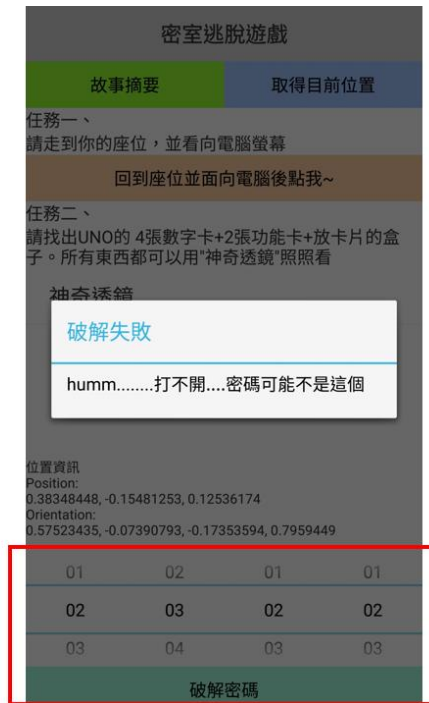 密室逃脫遊戲
故事摘要
取得目前位置
任務一、
請走到你的座位，並看向電腦螢幕
回到座位並面向電腦後點我~
任務二、
請找出UNO的 4張數字卡+2張功能卡+放卡片的盒
子。所有東西都可以用"神奇透鏡"照照看
神奇透鏡
破解失敗
humm........打不開....密碼可能不是這個
位置資訊
Position:
0.38348448, -0.15481253, 0.12536174
Orientation:
0.57523435, -0.07390793, -0.17353594, 0.7959449
01 02 01 01
02 03 02 02
03 04 03 03
破解密碼